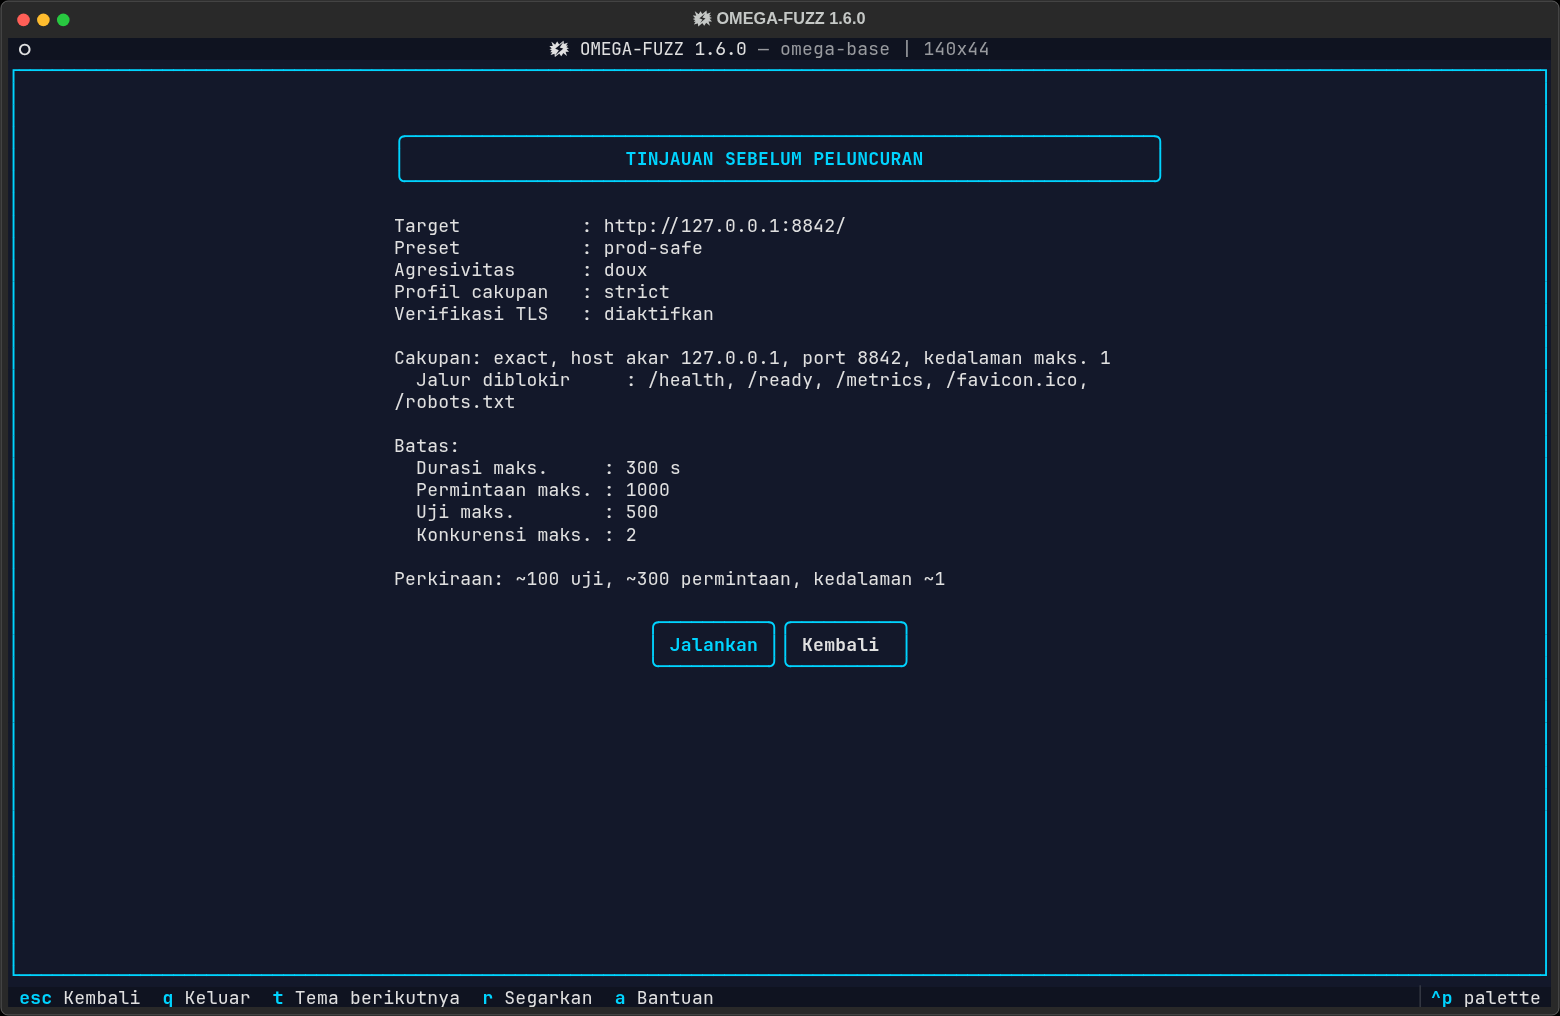 OMEGA-FUZZ 1.6.0
OMEGA-FUZZ 1.6.0 — omega-base | 140x44
TINJAUAN SEBELUM PELUNCURAN
Target : http://127.0.0.1:8842/
Preset : prod-safe
Agresivitas : doux
Profil cakupan : strict
Verifikasi TLS : diaktifkan
Cakupan: exact, host akar 127.0.0.1, port 8842, kedalaman maks. 1
Jalur diblokir : /health, /ready, /metrics, /favicon.ico,
/robots.txt
Batas:
Durasi maks. : 300 s
Permintaan maks. : 1000
Uji maks. : 500
Konkurensi maks. : 2
Perkiraan: ~100 uji, ~300 permintaan, kedalaman ~1
Jalankan Kembali
esc Kembali q Keluar t Tema berikutnya r Segarkan a Bantuan ^p palette